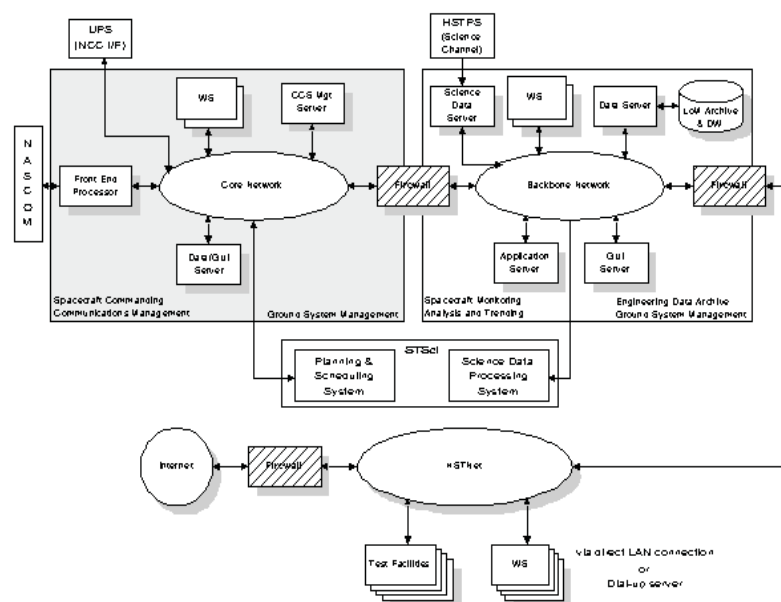 UPS
(NCC I/F)
HSTPS
(Science
Channel)
WS
CCS Mgt
Server
Science
Data
Server
WS
Data Server
LoM Archive
& DW
NASCOM
Front End
Processor
Core Network
Firewall
Backbone Network
Firewall
Data/Gui
Server
Application
Server
Gui
Server
Spacecraft Commanding
Communications Management
Ground System Management
Spacecraft Monitoring
Analysis and Trending
Engineering Data Archive
Ground System Management
STScI
Planning &
Scheduling
System
Science Data
Processing
System
Internet
Firewall
HSTNet
Test Facilities
WS
via direct LAN connection
or
Dial-up server